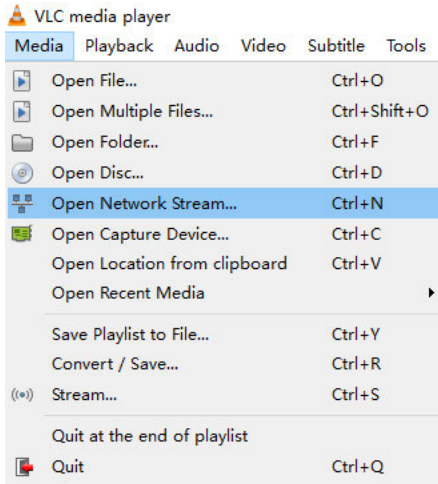 VLC media player
Media Playback Audio Video Subtitle Tools
Open File... Ctrl+O
Open Multiple Files... Ctrl+Shift+O
Open Folder... Ctrl+F
Open Disc... Ctrl+D
Open Network Stream... Ctrl+N
Open Capture Device... Ctrl+C
Open Location from clipboard Ctrl+V
Open Recent Media
Save Playlist to File... Ctrl+Y
Convert / Save... Ctrl+R
Stream... Ctrl+S
Quit at the end of playlist
Quit Ctrl+Q